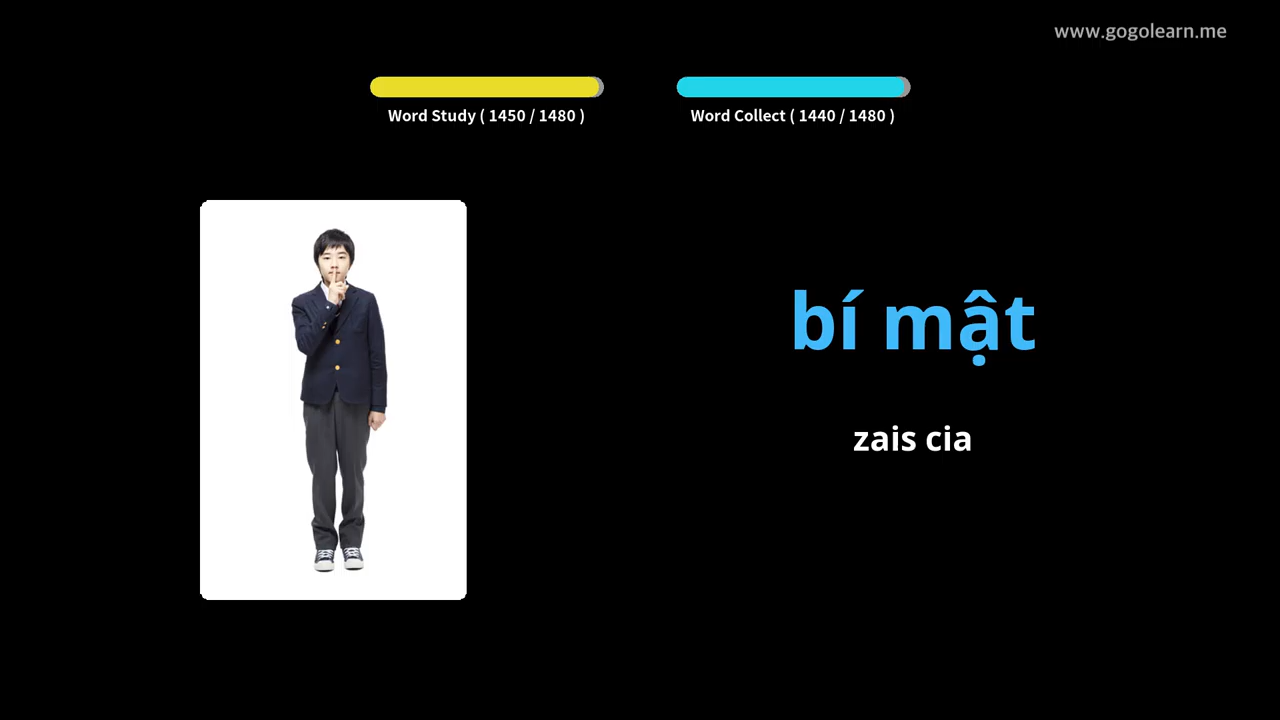 www.gogolearn.me
Word Study ( 1450 / 1480 )
Word Collect ( 1440 / 1480 )
bí mật
zais cia